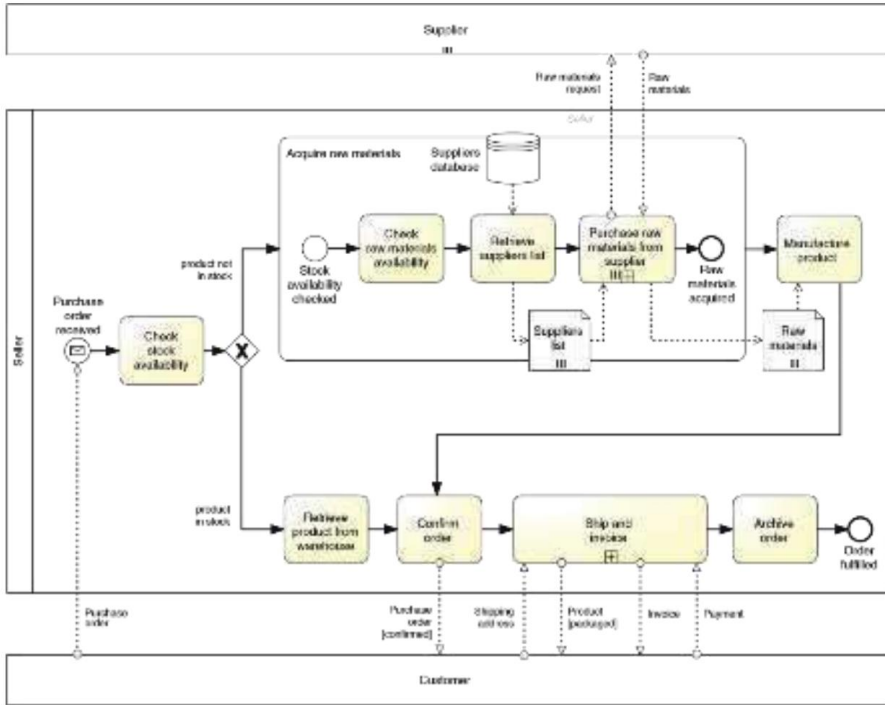 Supplier
Raw materials
request
Raw
materials
Seller
Seller
Acquire raw materials
Suppliers
database
Check
raw materials
availability
Retrieve
suppliers list
Purchase raw
materials from
supplier
Manufacture
product
product not
in stock
Stock
availability
checked
Raw
materials
acquired
Purchase
order
received
Check
stock
availability
X
Suppliers
list
Raw
materials
product
in stock
Retrieve
product from
warehouse
Confirm
order
Ship and
invoice
Archive
order
Order
fulfilled
Purchase
order
Purchase
order
[confirmed]
Shipping
address
Product
[packaged]
Invoice
Payment
Customer